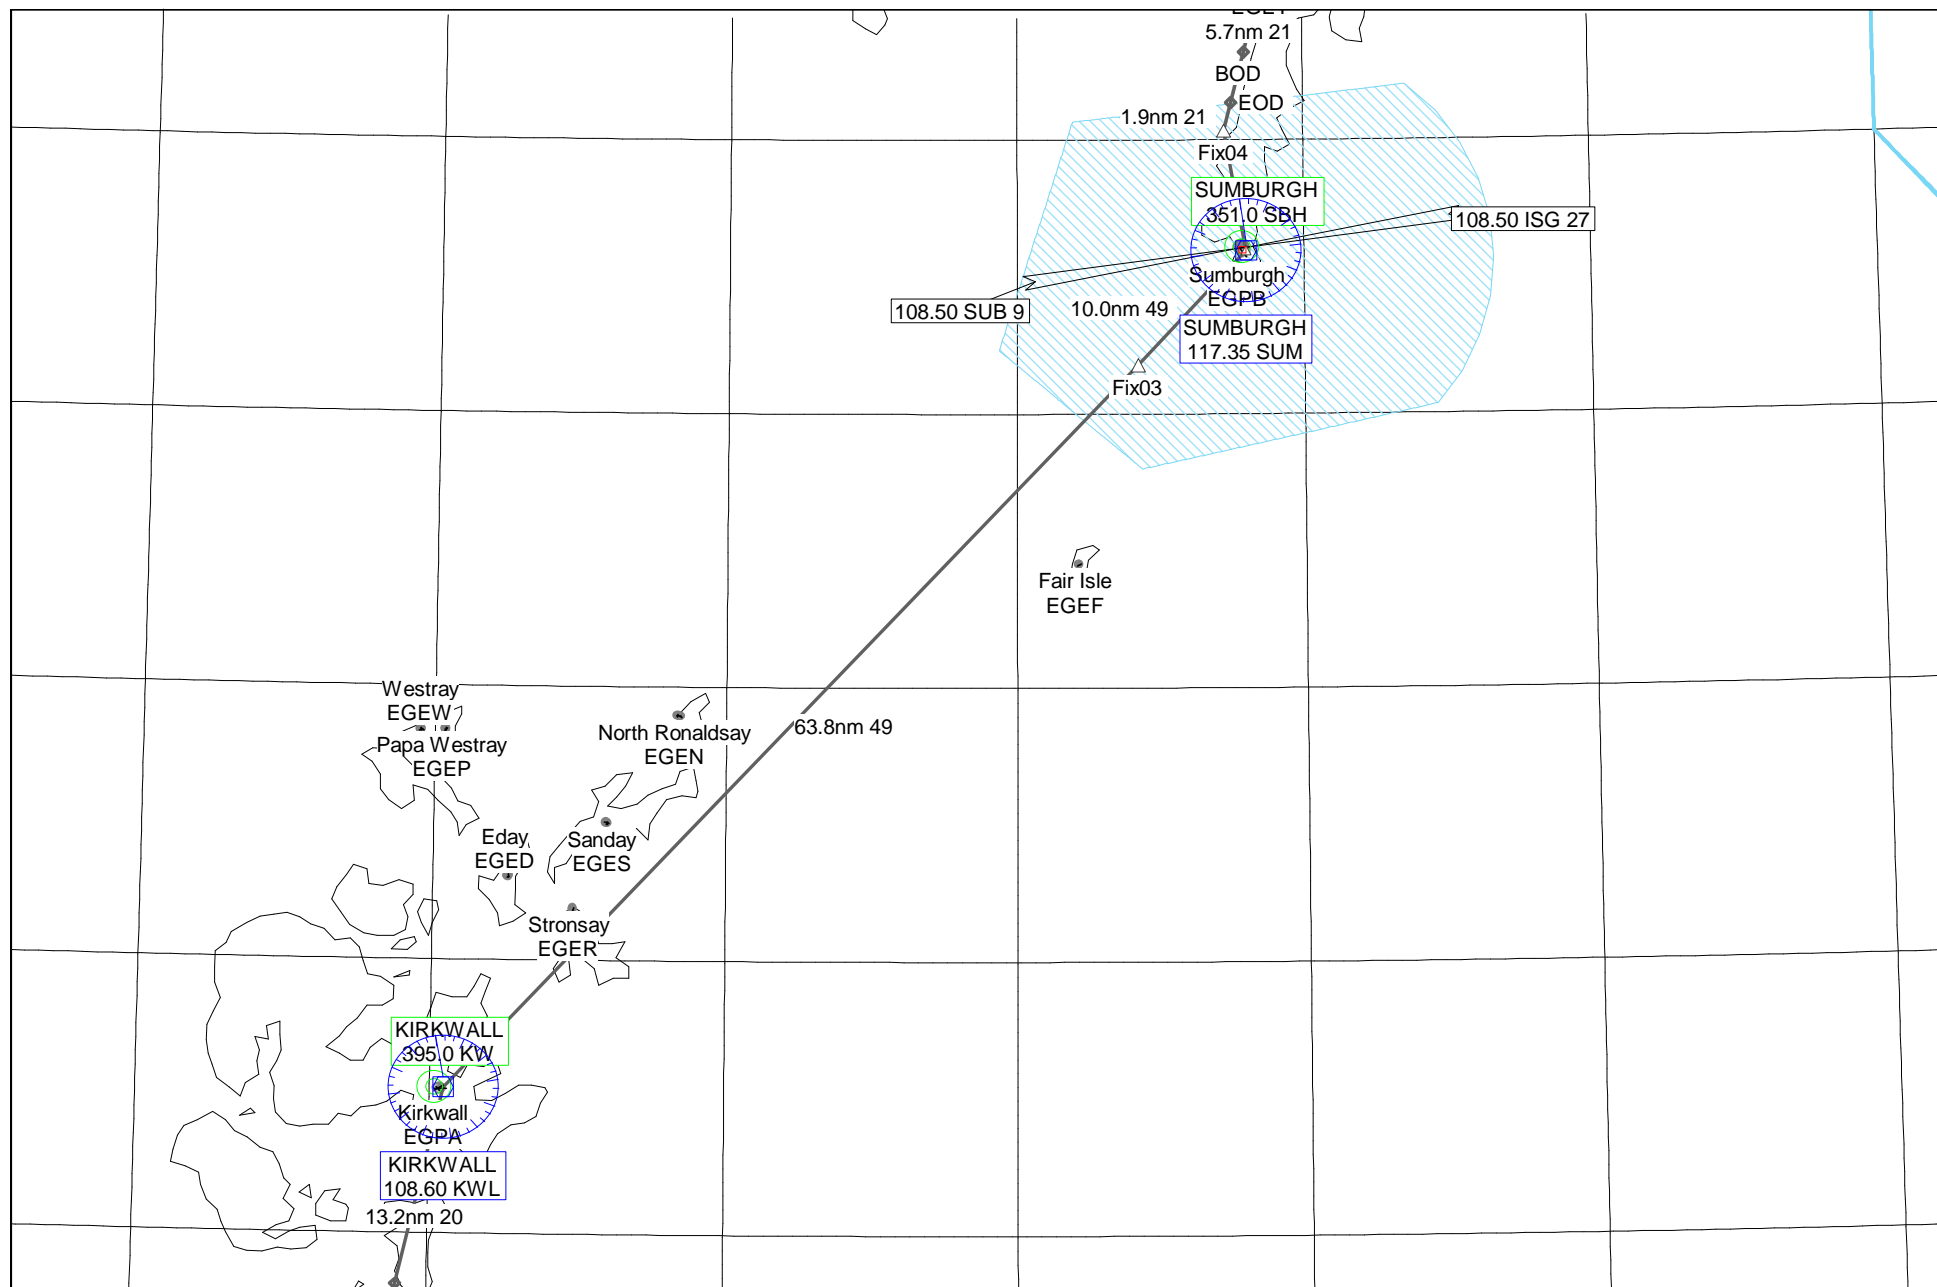 5.7nm 21
BOD
EOD
1.9nm 21
Fix04
SUMBURGH
351.0 SBH
108.50 ISG 27
Sumburgh
EGPB
108.50 SUB 9
10.0nm 49
SUMBURGH
117.35 SUM
Fix03
Fair Isle
EGEF
Westray
EGEW
Papa Westray
EGEP
North Ronaldsay
EGEN
63.8nm 49
Eday
EGED
Sanday
EGES
Stronsay
EGER
KIRKWALL
395.0 KW
Kirkwall
EGPA
KIRKWALL
108.60 KWL
13.2nm 20